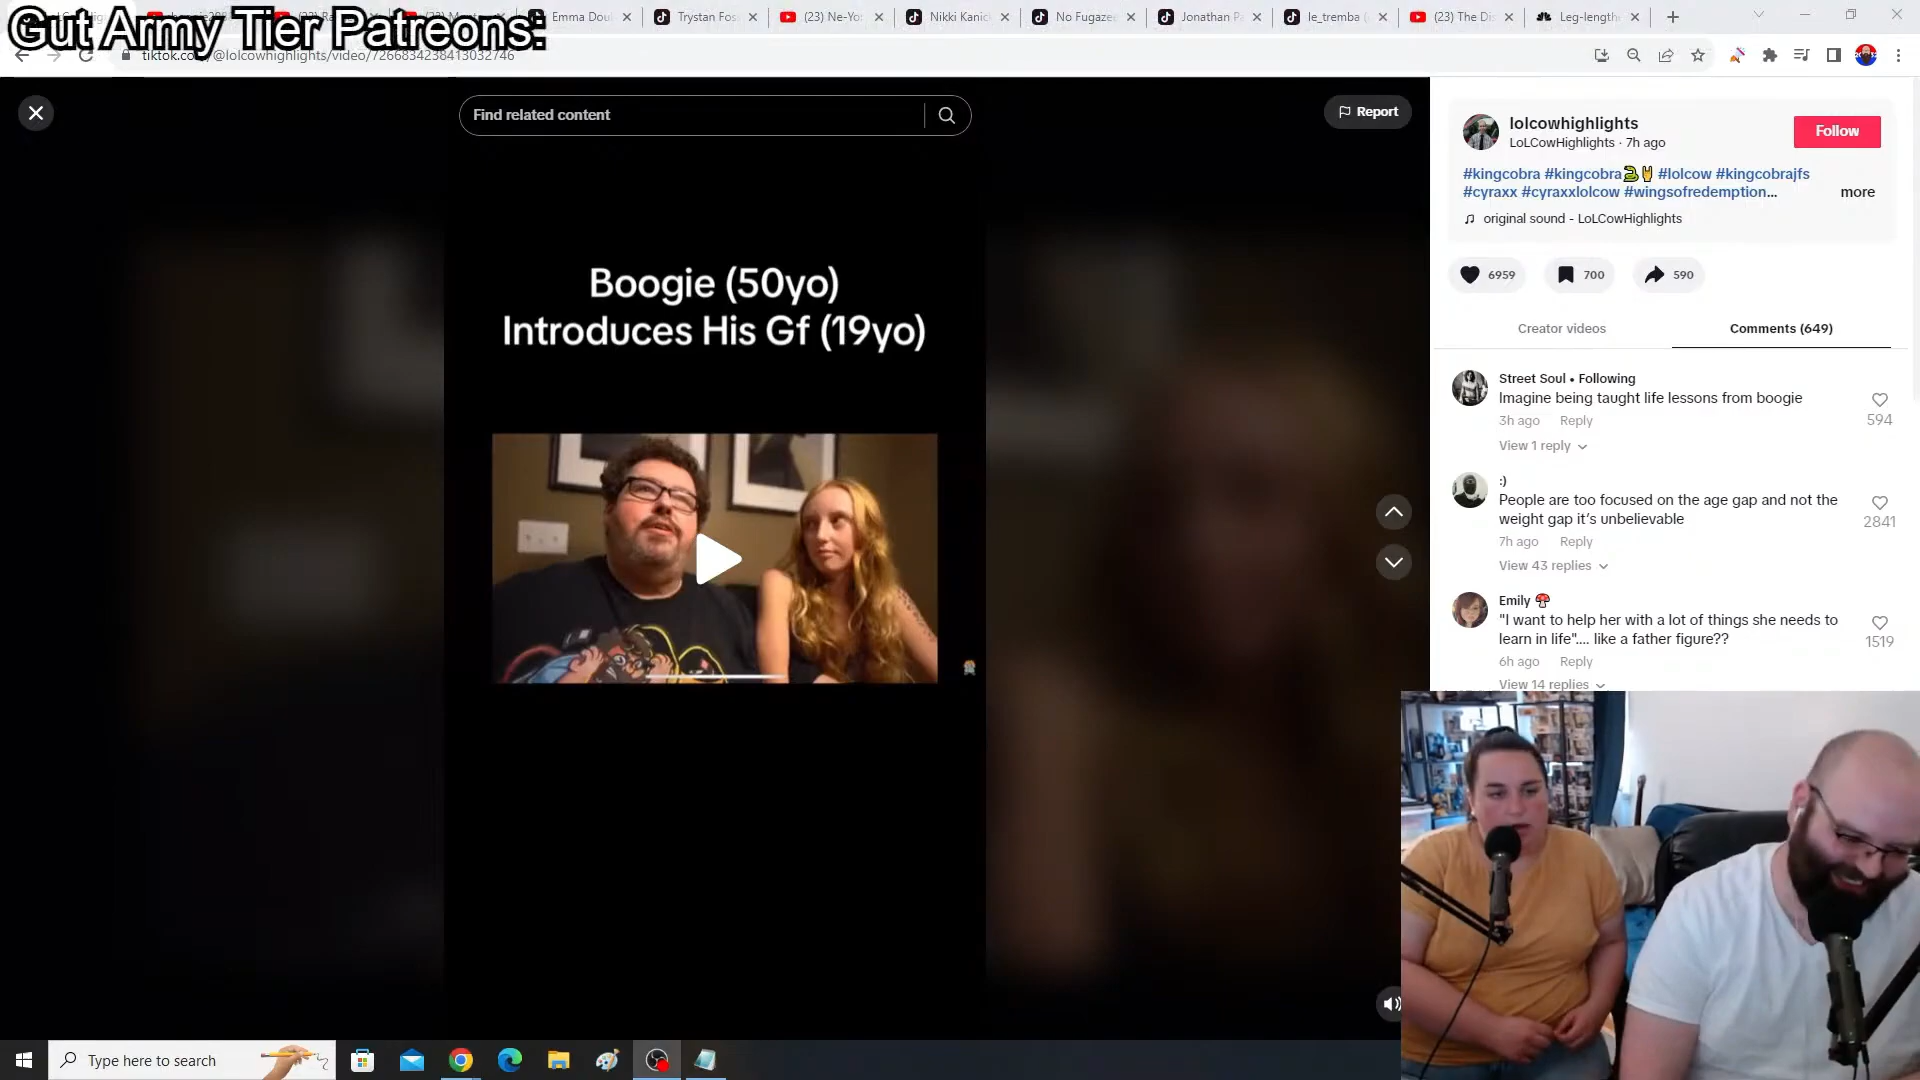 Gut Army Tier Patreons:
Emma Dou
Trystan Fos
(23) Ne-Yo
Nikki Kanic
No Fugaze
Jonathan P
le_tremba
(23) The Di
Leg-length
tiktok.co /@lolcowhighlights/video/7266834238413032746
Find related content
Report
Boogie (50yo)
Introduces His Gf (19yo)
lolcowhighlights
LoLCowHighlights · 7h ago
Follow
#kingcobra #kingcobra🐍🤘 #lolcow #kingcobrajfs
#cyraxx #cyraxxlolcow #wingsofredemption...
more
original sound - LoLCowHighlights
6959
700
590
Creator videos
Comments (649)
Street Soul • Following
Imagine being taught life lessons from boogie
3h ago Reply
594
View 1 reply
:)
People are too focused on the age gap and not the
weight gap it's unbelievable
2841
7h ago Reply
View 43 replies
Emily 🍄
"I want to help her with a lot of things she needs to
learn in life".... like a father figure??
1519
6h ago Reply
View 14 replies
Type here to search